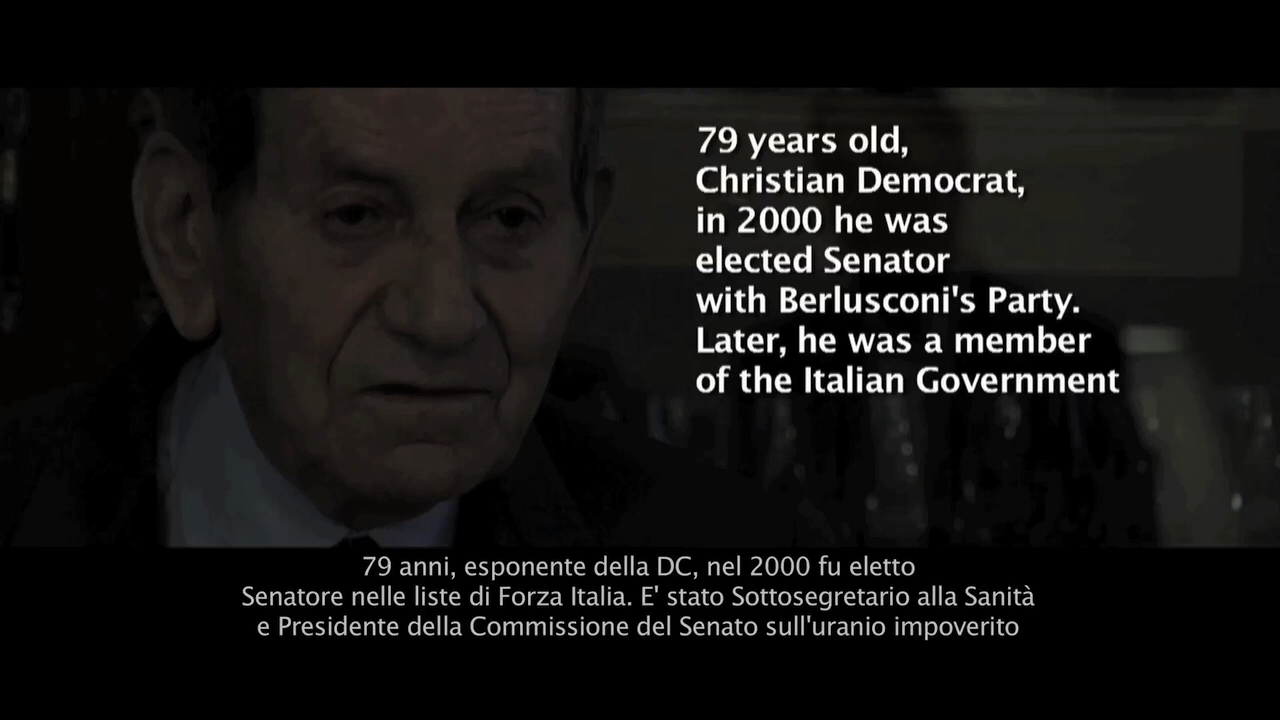 79 years old,
Christian Democrat,
in 2000 he was
elected Senator
with Berlusconi's Party.
Later, he was a member
of the Italian Government
79 anni, esponente della DC, nel 2000 fu eletto
Senatore nelle liste di Forza Italia. E' stato Sottosegretario alla Sanità
e Presidente della Commissione del Senato sull'uranio impoverito